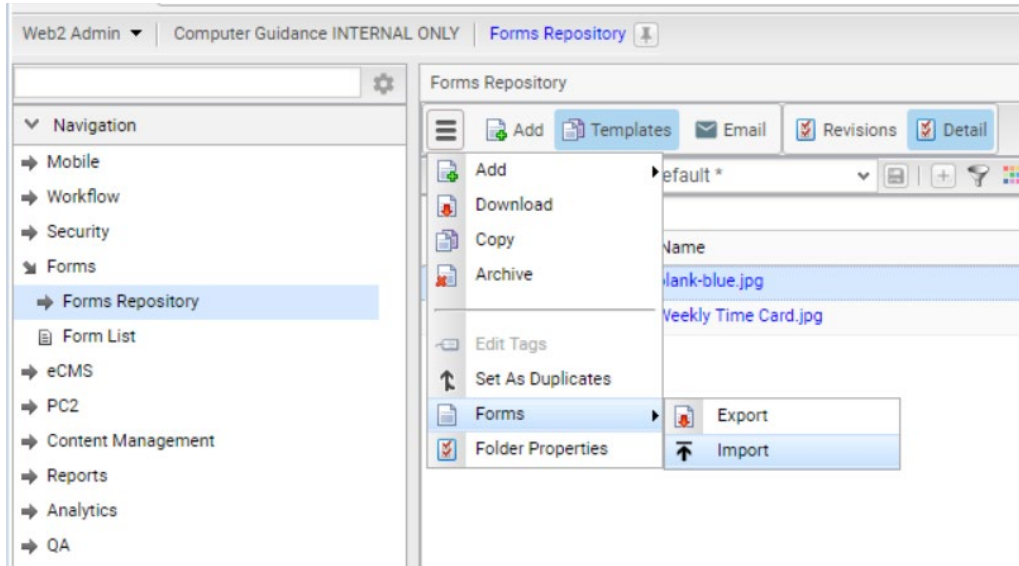 Web2 Admin Computer Guidance INTERNAL ONLY Forms Repository
Forms Repository
Navigation
Add Templates Email Revisions Detail
Mobile
Add
efault *
Workflow
Download
Security
Copy
Name
Forms
Archive
lank-blue.jpg
Forms Repository
Weekly Time Card.jpg
Form List
Edit Tags
eCMS
Set As Duplicates
PC2
Forms
Export
Content Management
Folder Properties
Import
Reports
Analytics
QA